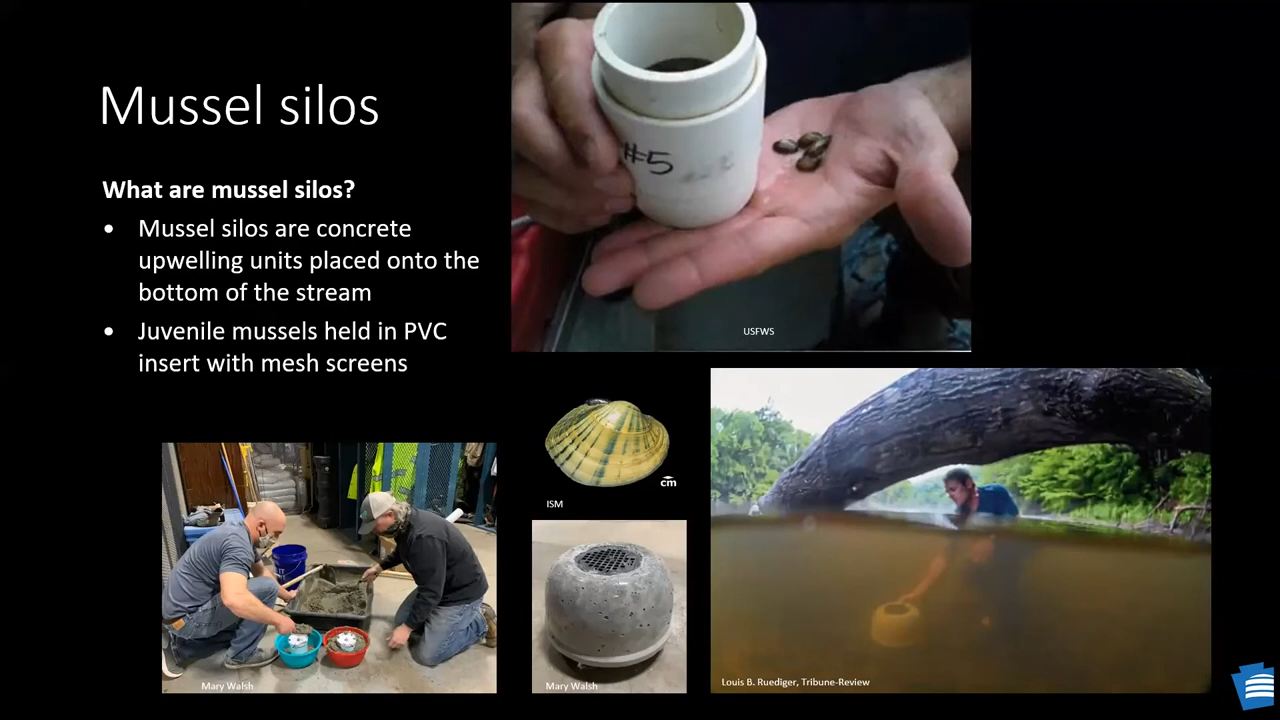 Mussel silos
What are mussel silos?
• Mussel silos are concrete
upwelling units placed onto the
bottom of the stream
• Juvenile mussels held in PVC
insert with mesh screens
#5
USFWS
cm
ISM
Mary Walsh
Mary Walsh
Louis B. Ruediger, Tribune-Review